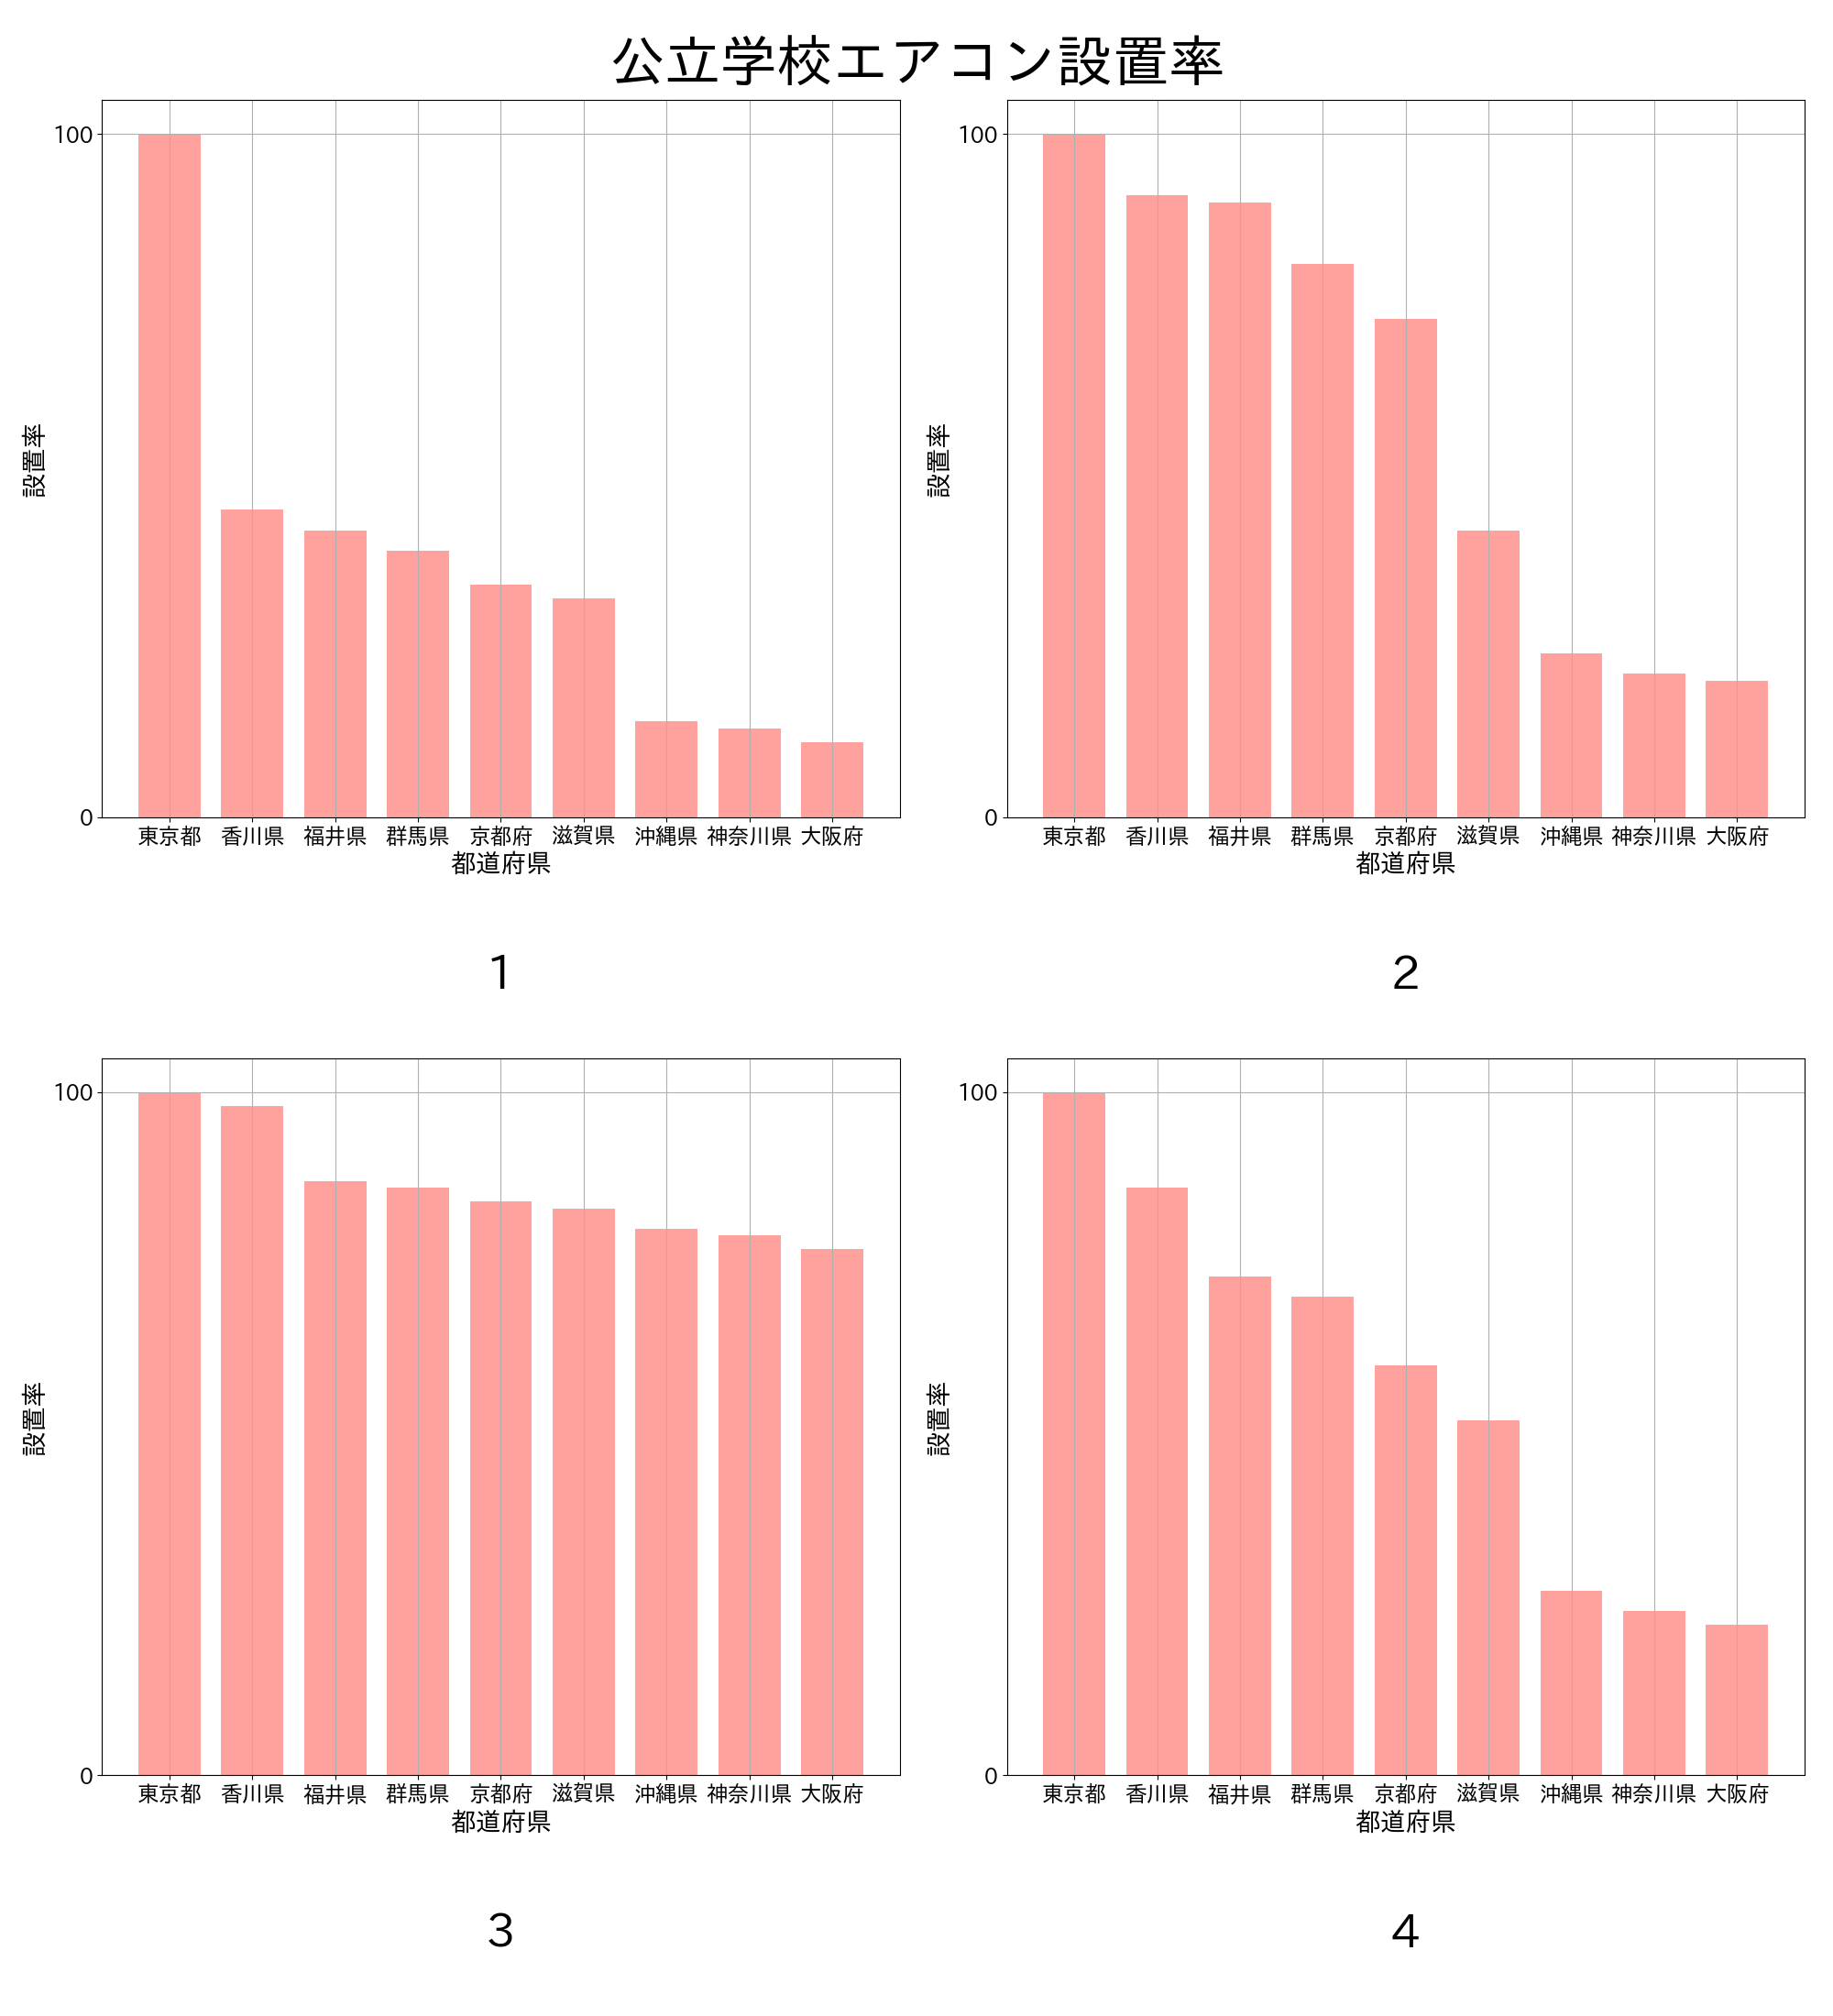 公立学校エアコン設置率
100
0
設置率
東京都 香川県 福井県 群馬県 京都府 滋賀県 沖縄県 神奈川県 大阪府
都道府県
1
100
0
設置率
東京都 香川県 福井県 群馬県 京都府 滋賀県 沖縄県 神奈川県 大阪府
都道府県
2
100
0
設置率
東京都 香川県 福井県 群馬県 京都府 滋賀県 沖縄県 神奈川県 大阪府
都道府県
3
100
0
設置率
東京都 香川県 福井県 群馬県 京都府 滋賀県 沖縄県 神奈川県 大阪府
都道府県
4